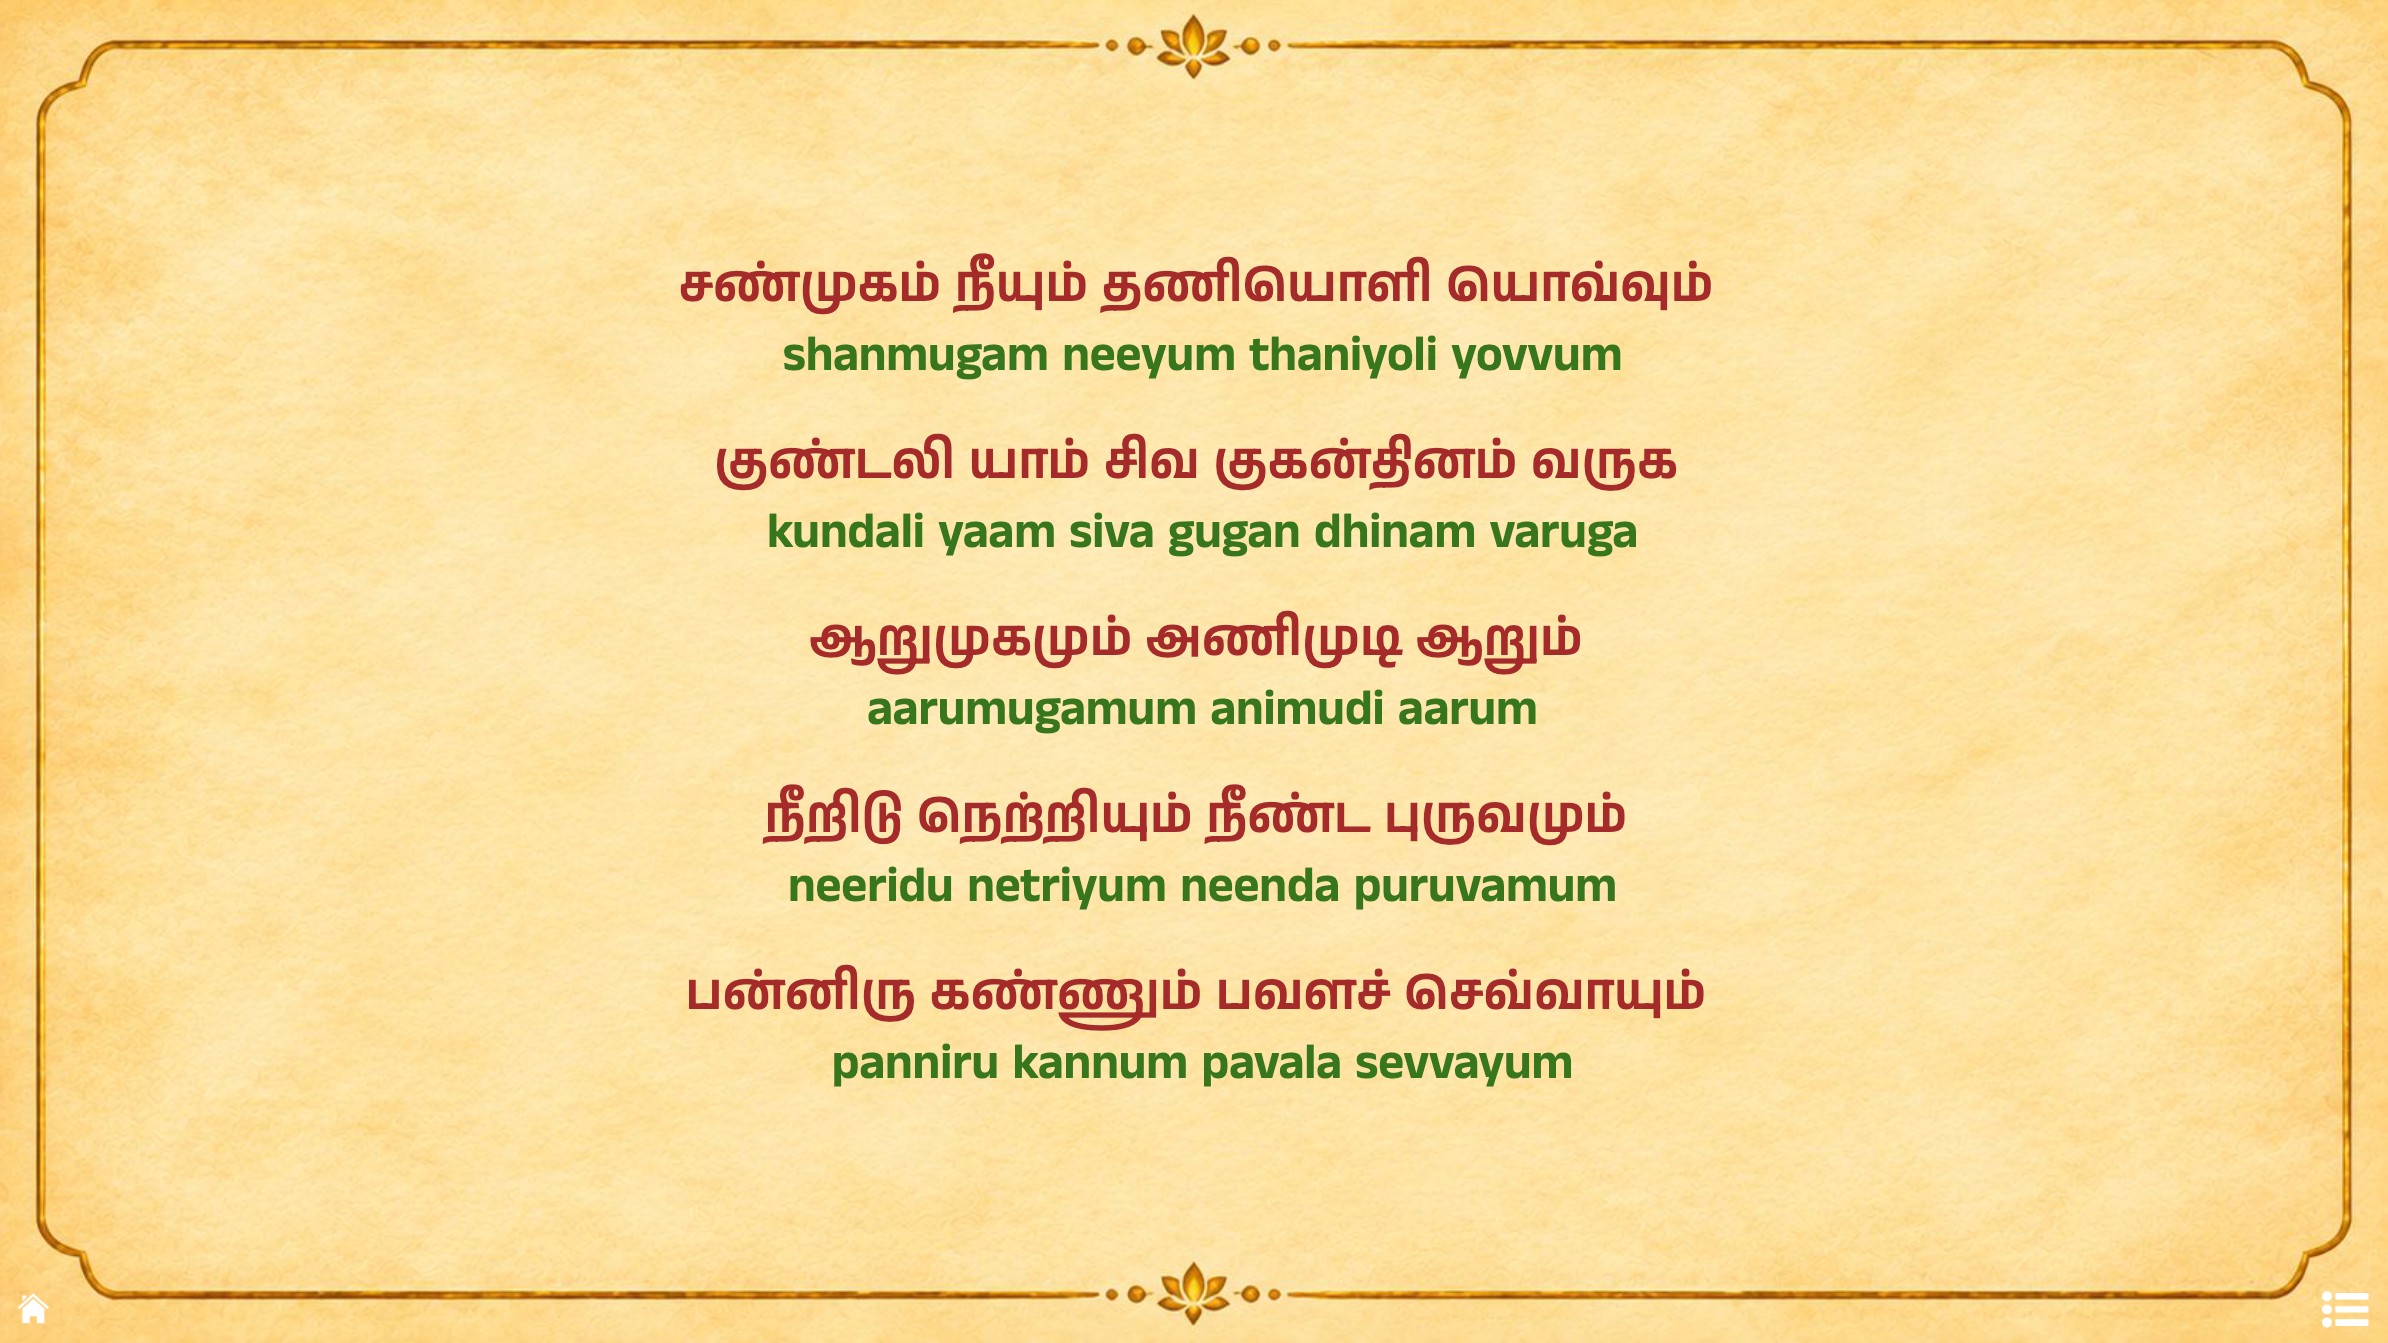 சண்முகம் நீயும் தணியொளி யொவ்வும்
shanmugam neeyum thaniyoli yovvum
குண்டலி யாம் சிவ குகன்தினம் வருக
kundali yaam siva gugan dhinam varuga
ஆறுமுகமும் அணிமுடி ஆறும்
aarumugamum animudi aarum
நீறிடு நெற்றியும் நீண்ட புருவமும்
neeridu netriyum neenda puruvamum
பன்னிரு கண்ணும் பவளச் செவ்வாயும்
panniru kannum pavala sevvayum